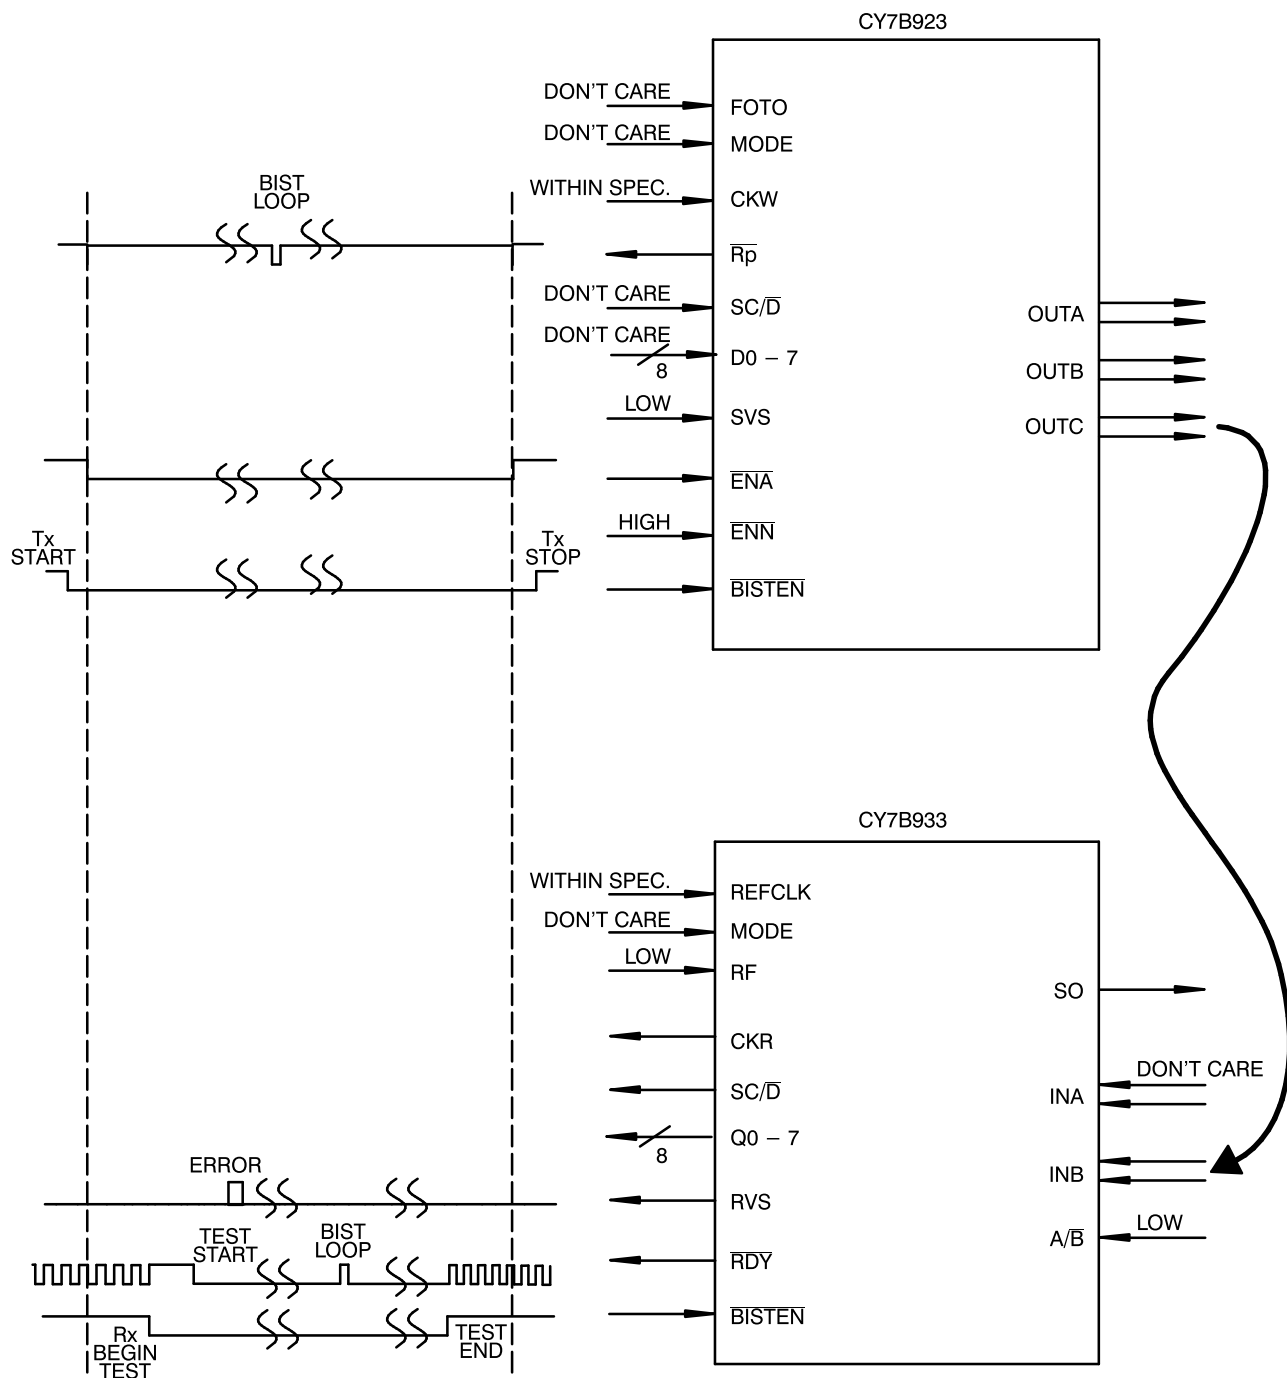 CY7B923
DON'T CARE
FOTO
DON'T CARE
MODE
BIST
LOOP
WITHIN SPEC.
CKW
Rp
DON'T CARE
SC/D
OUTA
DON'T CARE
8
D0 – 7
OUTB
LOW
SVS
OUTC
ENA
Tx
START
Tx
STOP
HIGH
ENN
BISTEN
CY7B933
WITHIN SPEC.
REFCLK
DON'T CARE
MODE
LOW
RF
SO
CKR
DON'T CARE
SC/D
INA
8
Q0 – 7
ERROR
INB
RVS
TEST
START
BIST
LOOP
LOW
A/B
RDY
BISTEN
Rx
BEGIN
TEST
TEST
END